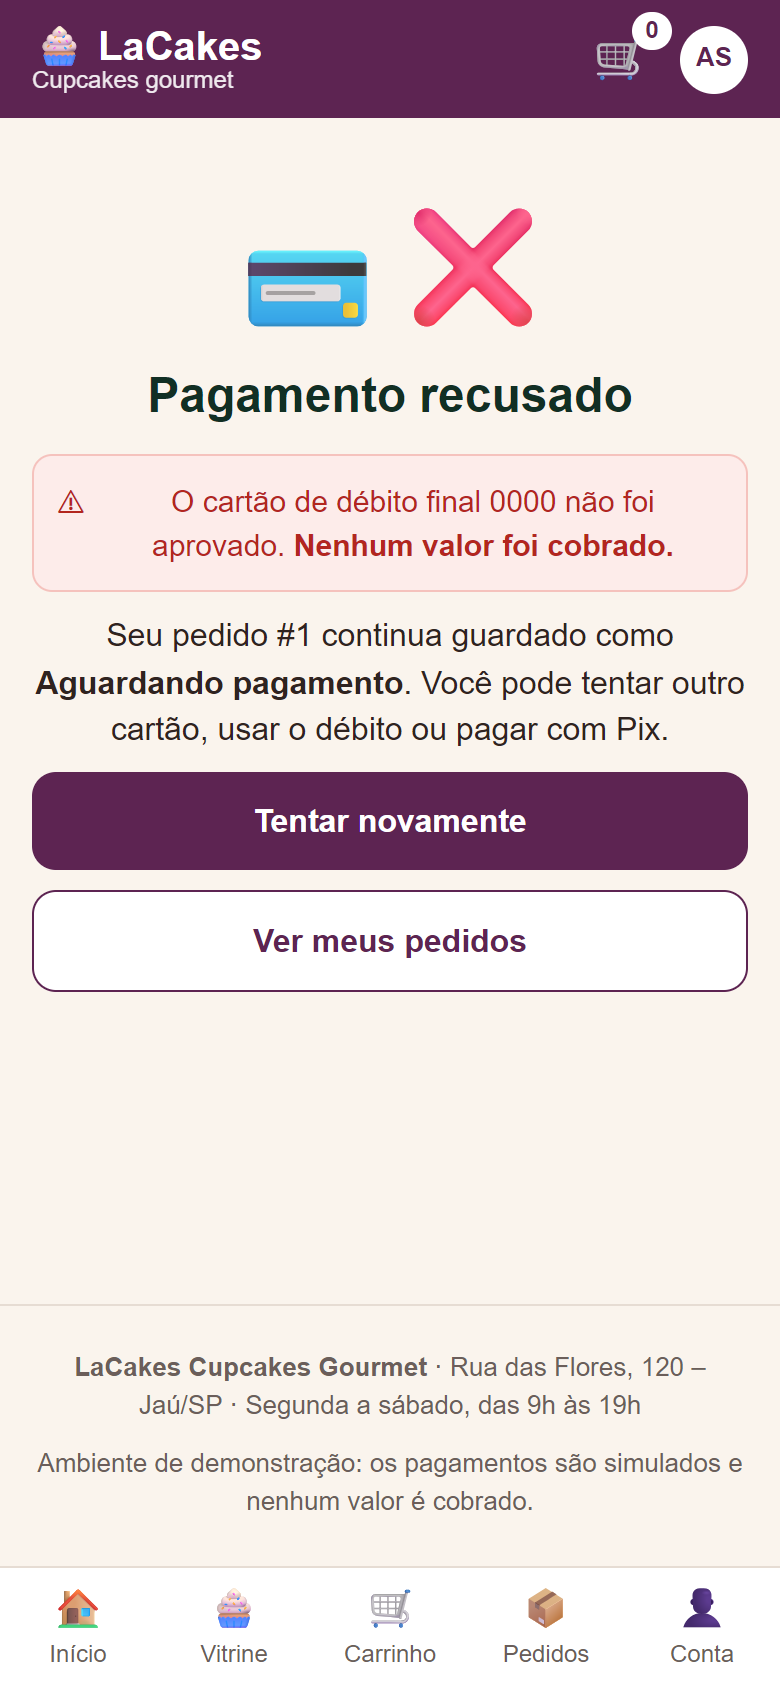 LaCakes
Cupcakes gourmet
0
AS
Pagamento recusado
O cartão de débito final 0000 não foi
aprovado. Nenhum valor foi cobrado.
Seu pedido #1 continua guardado como
Aguardando pagamento. Você pode tentar outro
cartão, usar o débito ou pagar com Pix.
Tentar novamente
Ver meus pedidos
LaCakes Cupcakes Gourmet · Rua das Flores, 120 –
Jaú/SP · Segunda a sábado, das 9h às 19h
Ambiente de demonstração: os pagamentos são simulados e
nenhum valor é cobrado.
Início
Vitrine
Carrinho
Pedidos
Conta